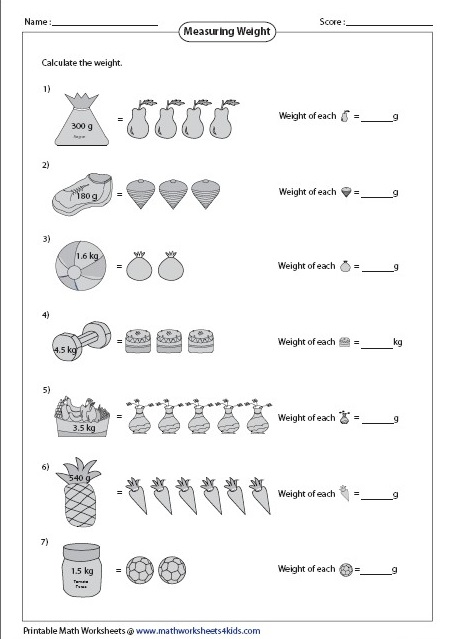 Name : Score :
Measuring Weight
Calculate the weight.
1)
300 g
Sugar
= Weight of each = g
2)
180 g
= Weight of each = g
3)
1.6 kg
= Weight of each = g
4)
4.5 kg
= Weight of each = kg
5)
3.5 kg
= Weight of each = g
6)
540 g
= Weight of each = g
7)
1.5 kg
Tomato
= Weight of each = g
Printable Math Worksheets @ www.mathworksheets4kids.com